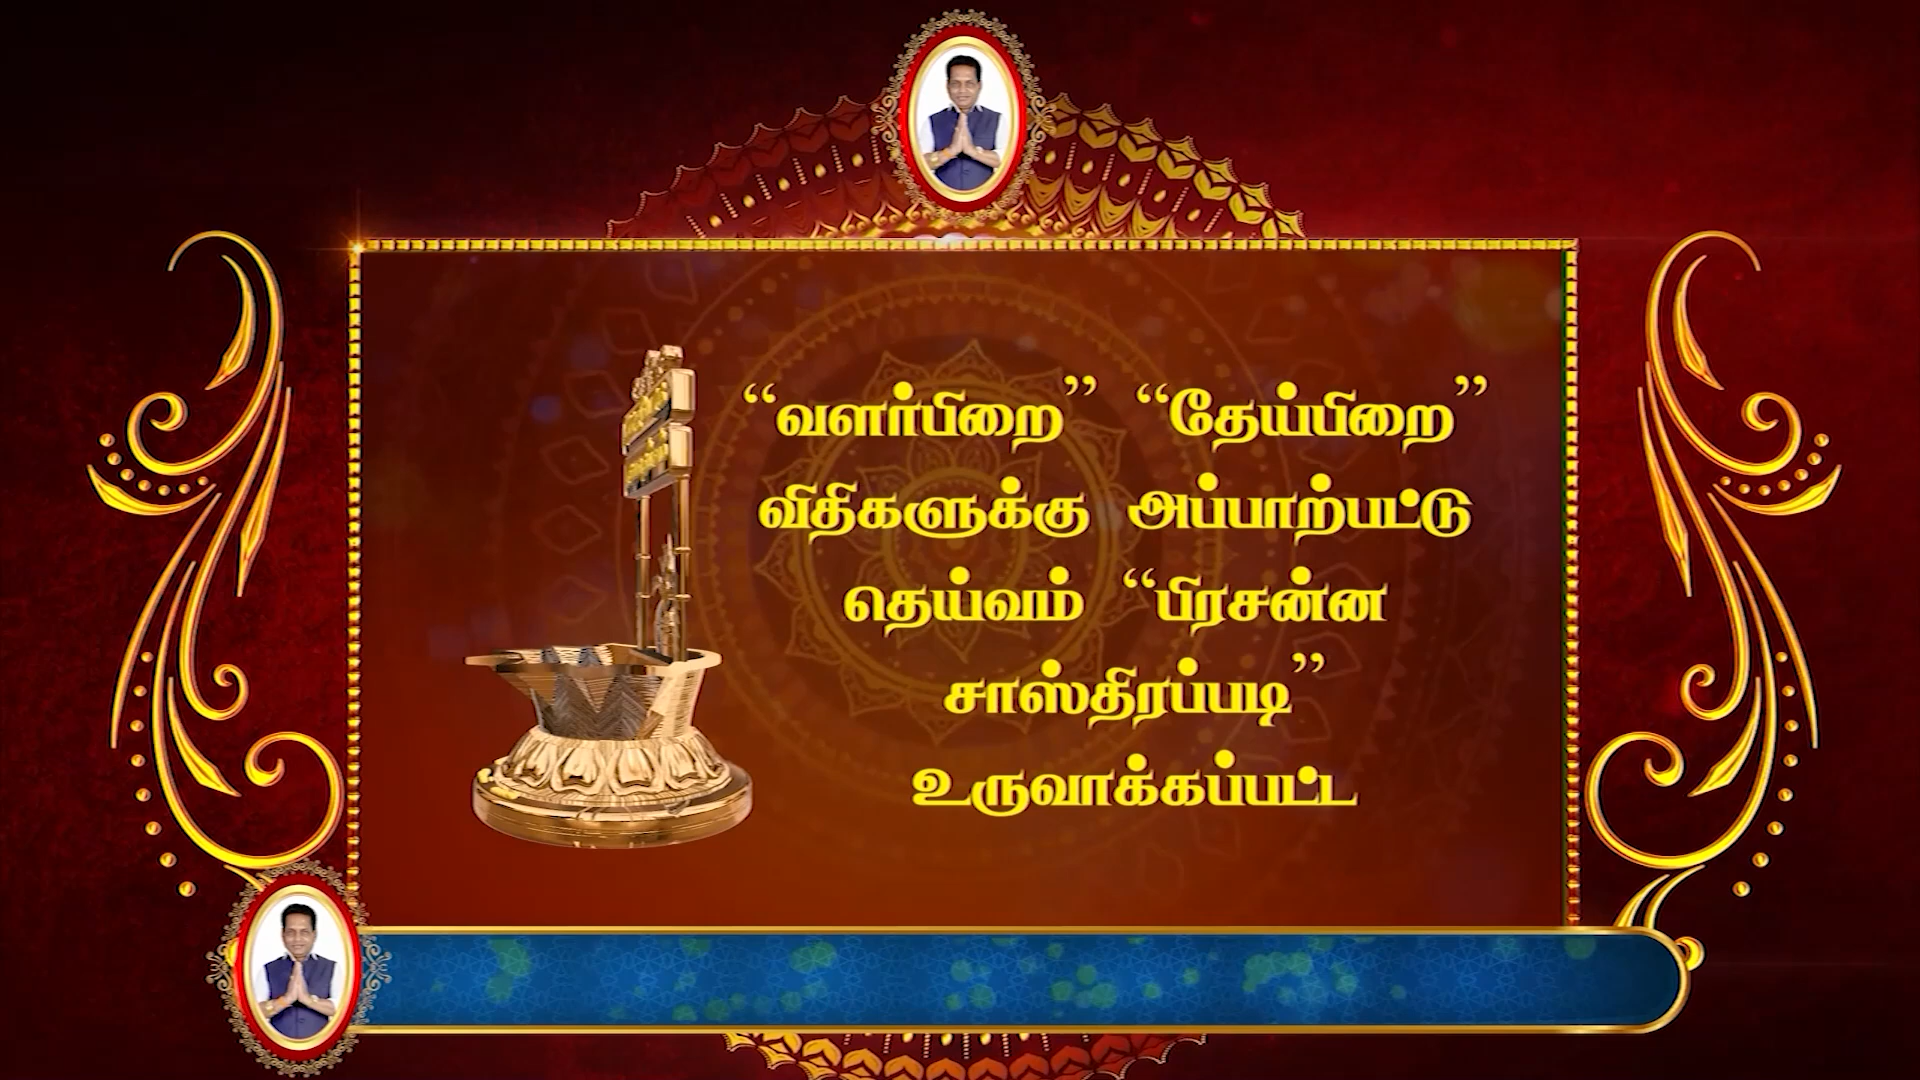 “வளர்பிறை” “தேய்பிறை”
விதிகளுக்கு அப்பாற்பட்டு
தெய்வம் “பிரசன்ன
சாஸ்திரப்படி”
உருவாக்கப்பட்ட